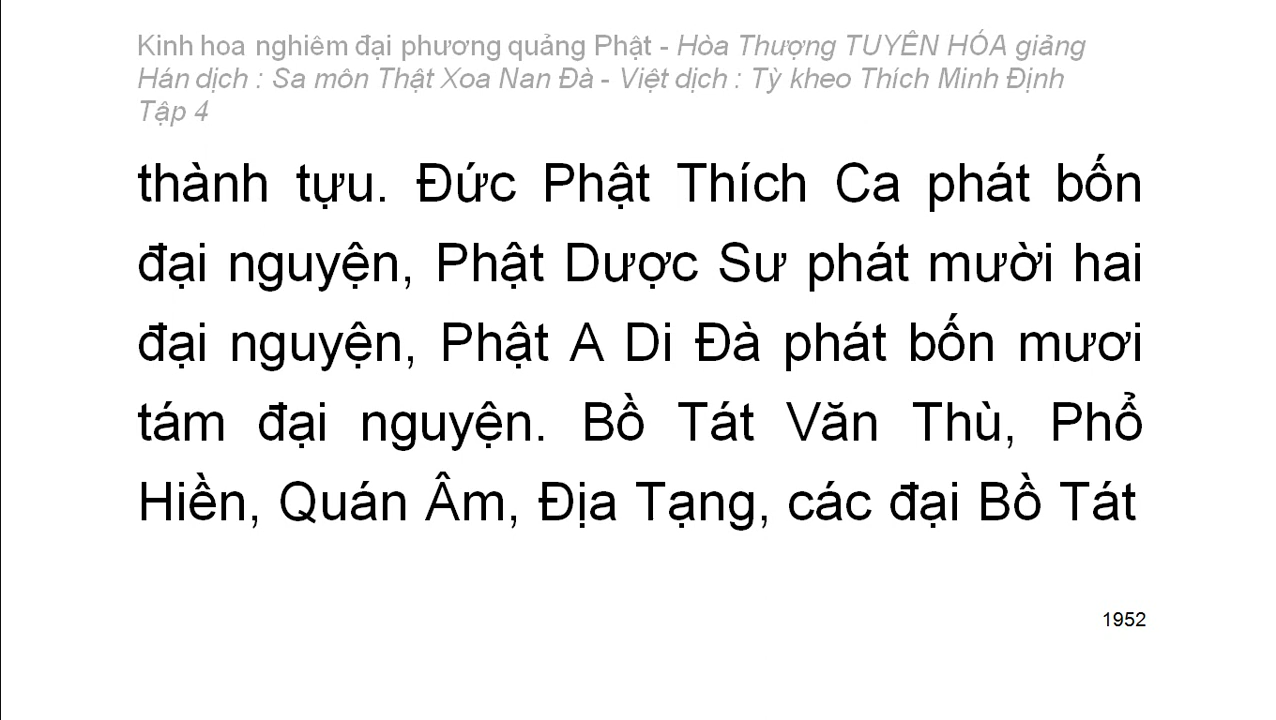 Kinh hoa nghiêm đại phương quảng Phật - Hòa Thượng TUYÊN HÓA giảng
Hán dịch : Sa môn Thật Xoa Nan Đà - Việt dịch : Tỳ kheo Thích Minh Định
Tập 4
thành tựu. Đức Phật Thích Ca phát bốn
đại nguyện, Phật Dược Sư phát mười hai
đại nguyện, Phật A Di Đà phát bốn mươi
tám đại nguyện. Bồ Tát Văn Thù, Phổ
Hiền, Quán Âm, Địa Tạng, các đại Bồ Tát
1952